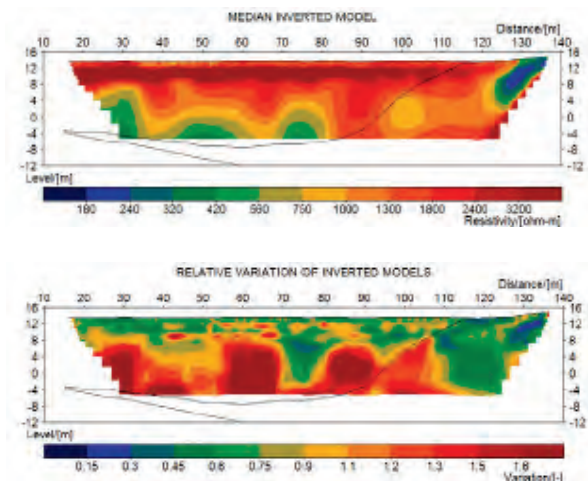 MEDIAN INVERTED MODEL
Distance/[m]
10 20 30 40 50 60 70 80 90 100 110 120 130 140
16 16
12 12
8 8
4 4
0 0
-4 -4
-8 -8
-12 -12
Level/[m]
180 240 320 420 560 750 1000 1300 1800 2400 3200
Resistivity/[ohm-m]
RELATIVE VARIATION OF INVERTED MODELS
Distance/[m]
10 20 30 40 50 60 70 80 90 100 110 120 130 140
16 16
12 12
8 8
4 4
0 0
-4 -4
-8 -8
-12 -12
Level/[m]
0.15 0.3 0.45 0.6 0.75 0.9 1.1 1.2 1.3 1.5 1.6
Variation/[-]